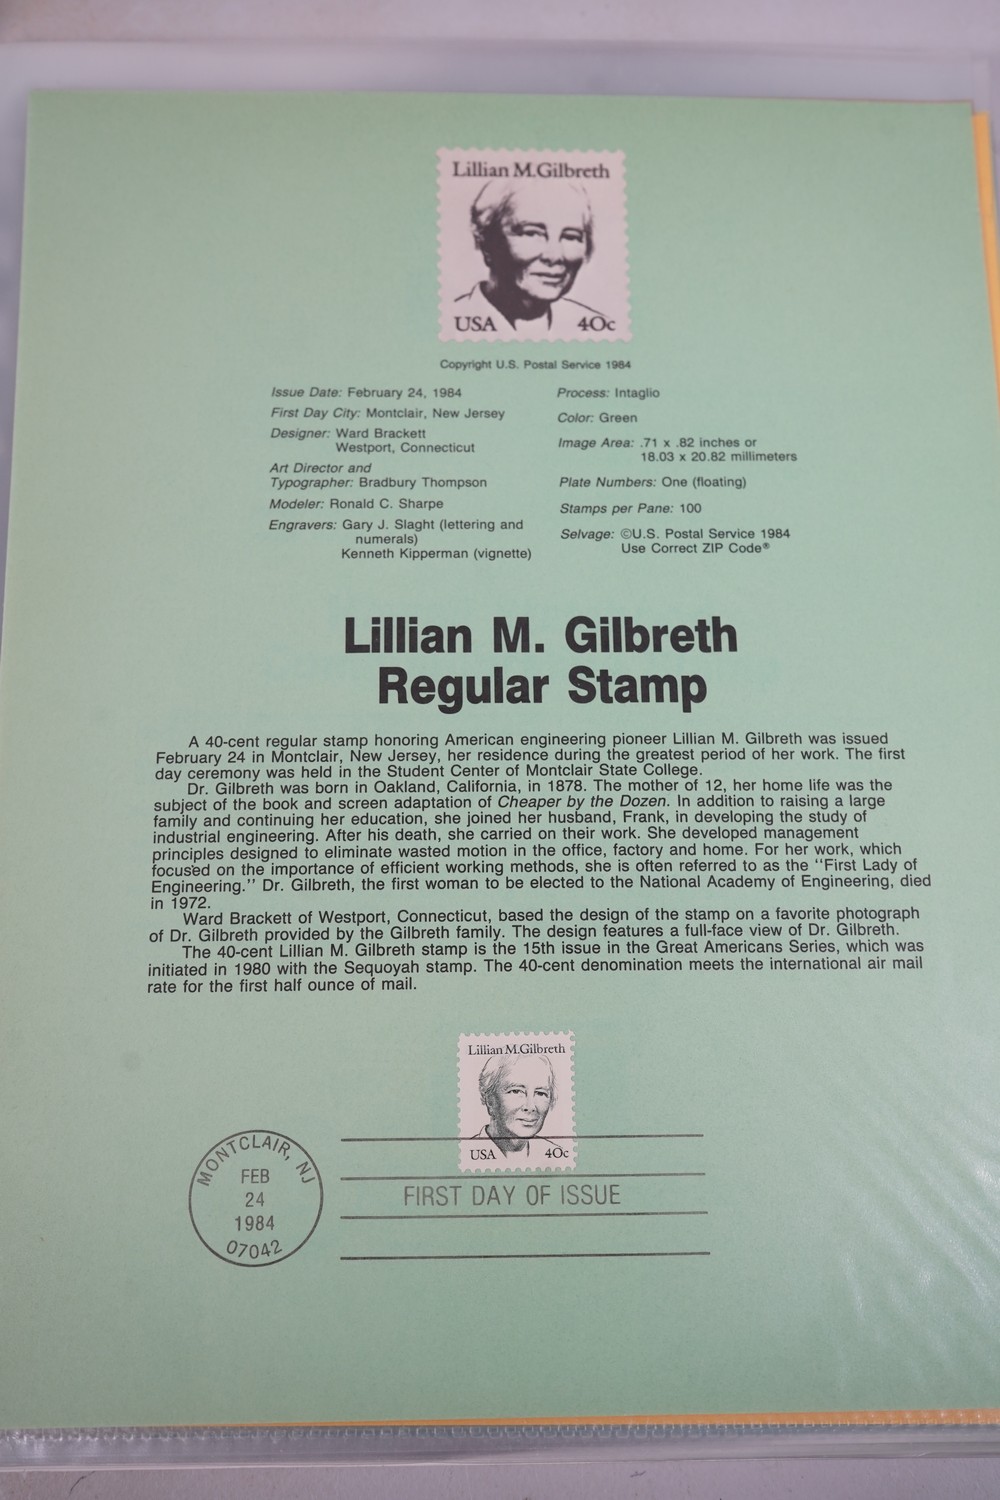 Lillian M. Gilbreth
USA 40c
Copyright U.S. Postal Service 1984
Issue Date: February 24, 1984
First Day City: Montclair, New Jersey
Designer: Ward Brackett
Westport, Connecticut
Art Director and
Typographer: Bradbury Thompson
Modeler: Ronald C. Sharpe
Engravers: Gary J. Slaght (lettering and
numerals)
Kenneth Kipperman (vignette)
Process: Intaglio
Color: Green
Image Area: .71 x .82 inches or
18.03 x 20.82 millimeters
Plate Numbers: One (floating)
Stamps per Pane: 100
Selvage: ©U.S. Postal Service 1984
Use Correct ZIP Code®
Lillian M. Gilbreth
Regular Stamp
A 40-cent regular stamp honoring American engineering pioneer Lillian M. Gilbreth was issued
February 24 in Montclair, New Jersey, her residence during the greatest period of her work. The first
day ceremony was held in the Student Center of Montclair State College.
Dr. Gilbreth was born in Oakland, California, in 1878. The mother of 12, her home life was the
subject of the book and screen adaptation of Cheaper by the Dozen. In addition to raising a large
family and continuing her education, she joined her husband, Frank, in developing the study of
industrial engineering. After his death, she carried on their work. She developed management
principles designed to eliminate wasted motion in the office, factory and home. For her work, which
focused on the importance of efficient working methods, she is often referred to as the "First Lady of
Engineering." Dr. Gilbreth, the first woman to be elected to the National Academy of Engineering, died
in 1972.
Ward Brackett of Westport, Connecticut, based the design of the stamp on a favorite photograph
of Dr. Gilbreth provided by the Gilbreth family. The design features a full-face view of Dr. Gilbreth.
The 40-cent Lillian M. Gilbreth stamp is the 15th issue in the Great Americans Series, which was
initiated in 1980 with the Sequoyah stamp. The 40-cent denomination meets the international air mail
rate for the first half ounce of mail.
Lillian M. Gilbreth
USA 40c
MONTCLAIR, NJ
FEB
24
1984
07042
FIRST DAY OF ISSUE